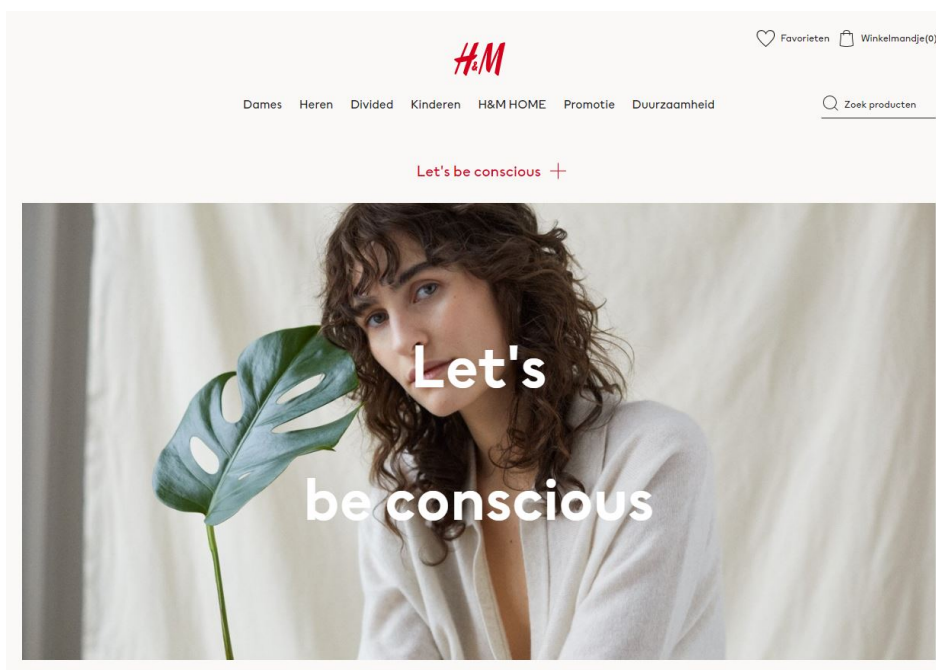 Favorieten Winkelmandje(0)
H&M
Dames Heren Divided Kinderen H&M HOME Promotie Duurzaamheid
Zoek producten
Let's be conscious +
Let's
be conscious